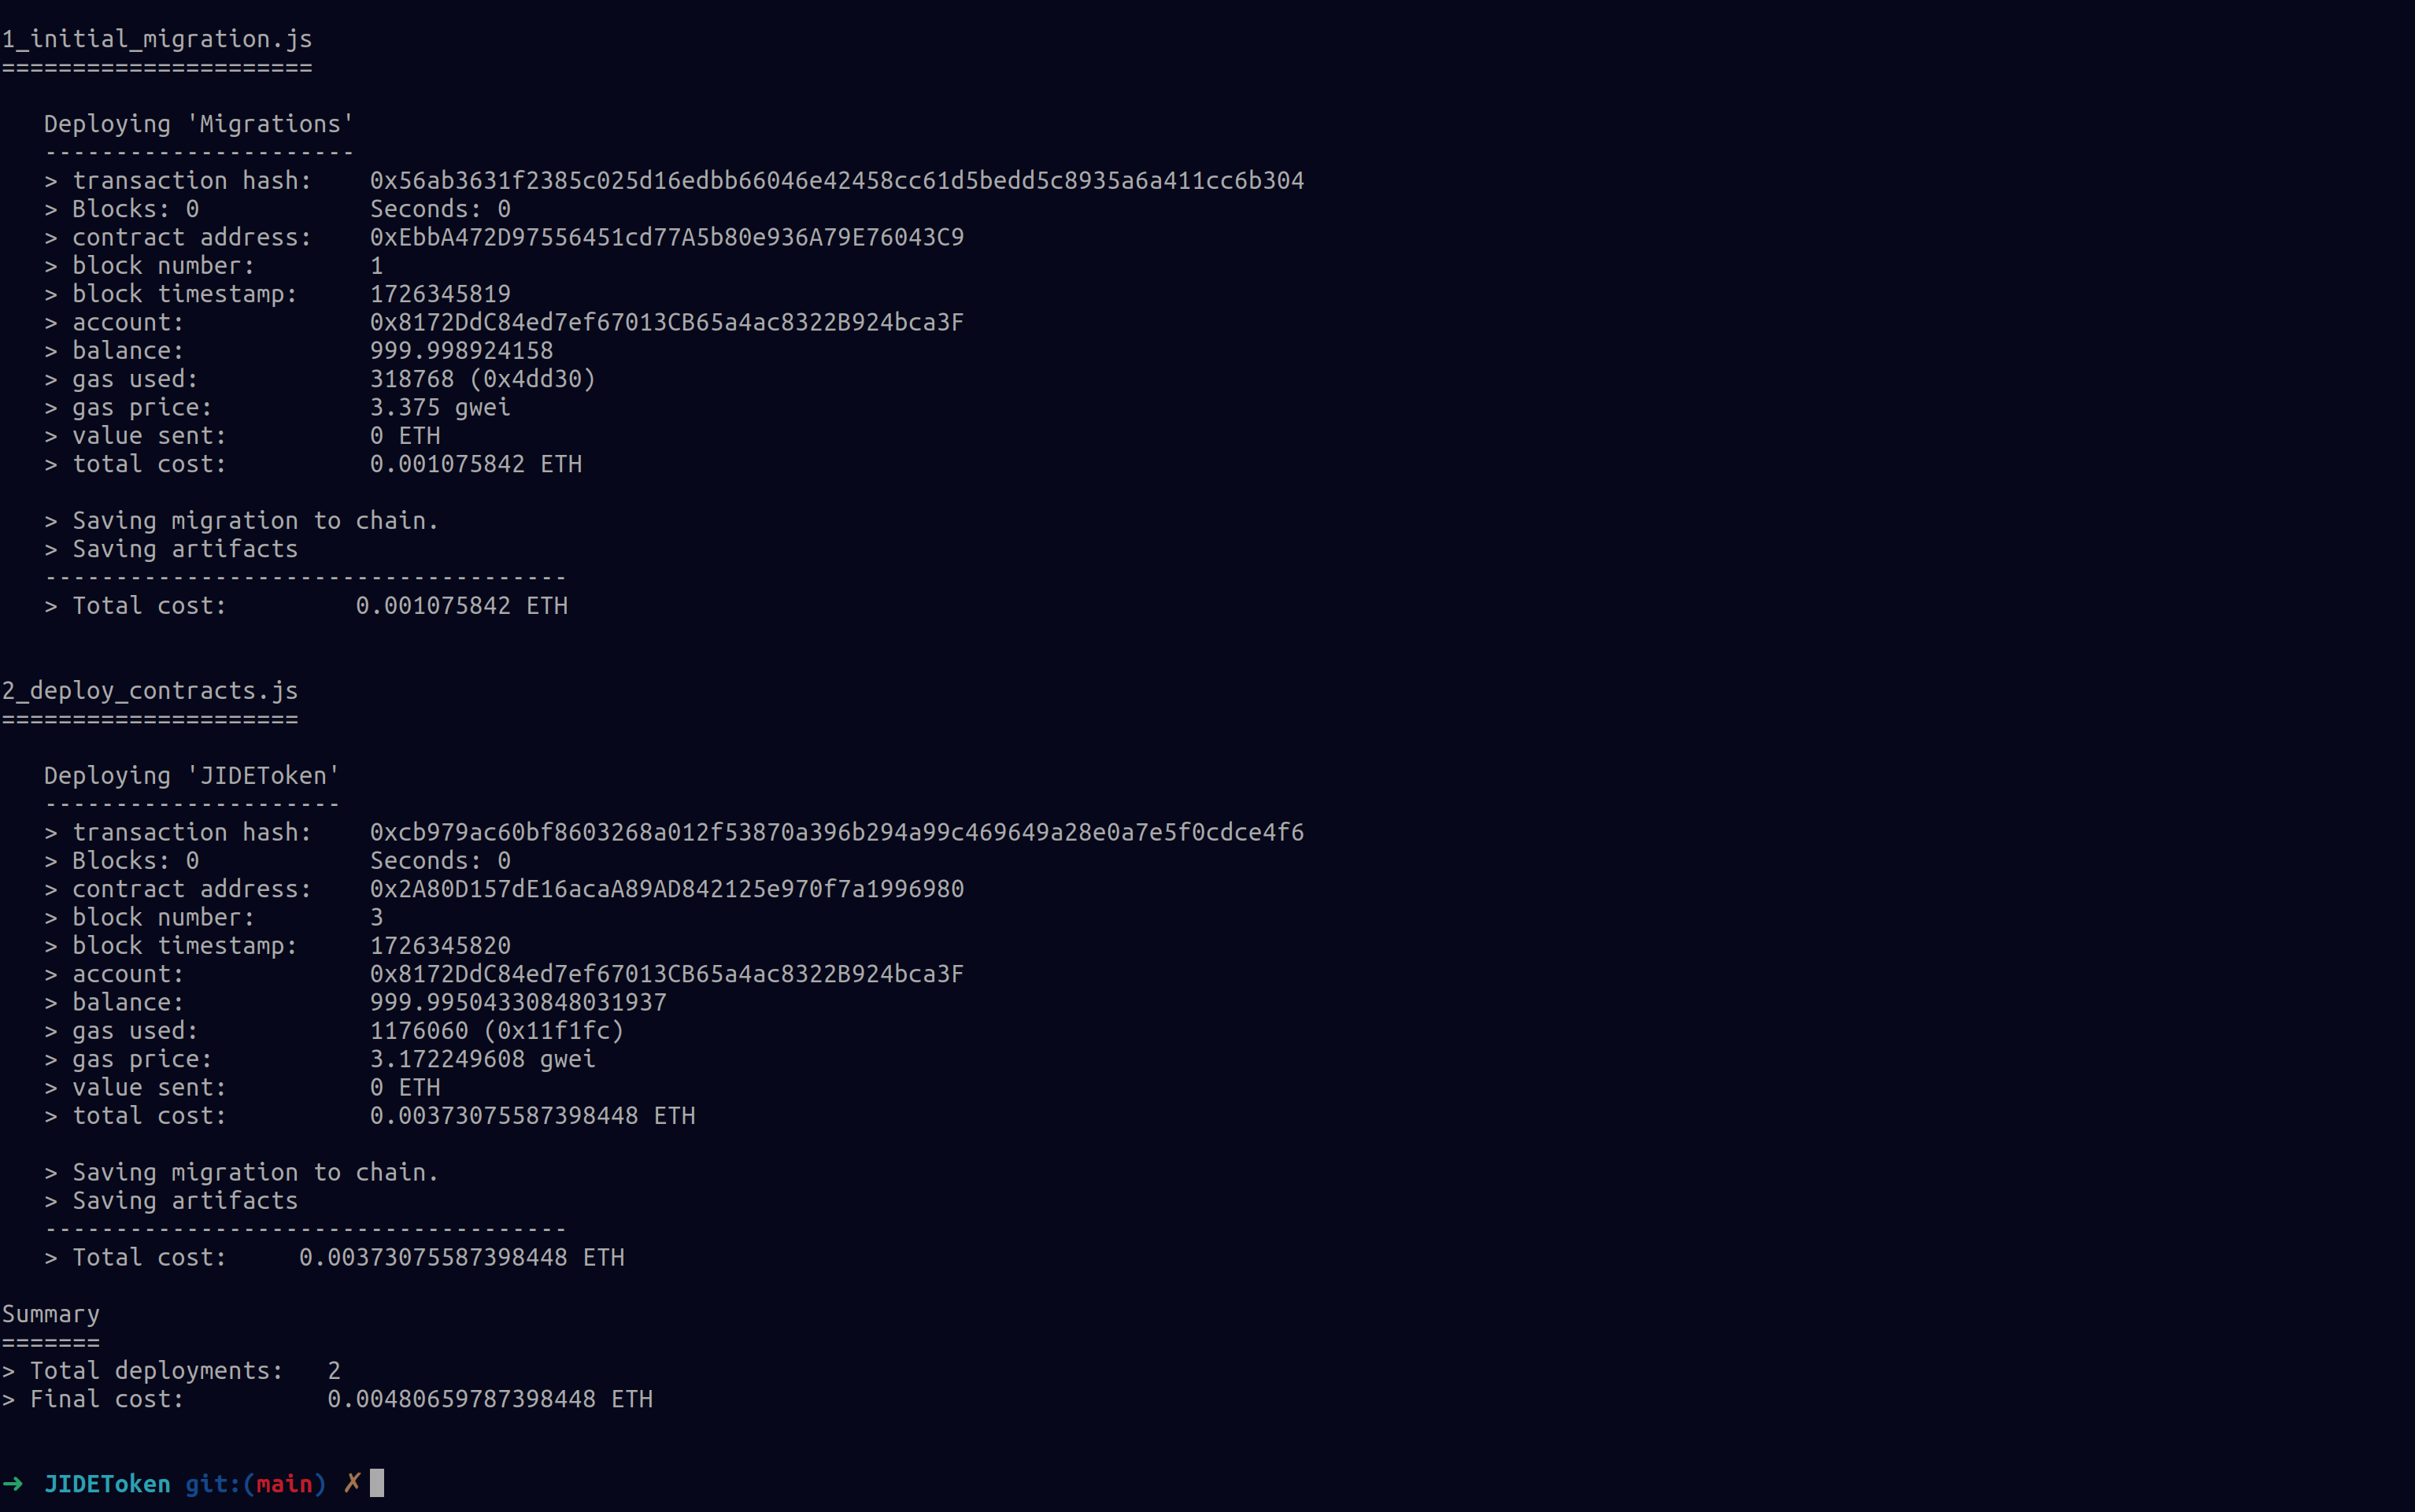 1_initial_migration.js
======================
Deploying 'Migrations'
----------------------
> transaction hash:    0x56ab3631f2385c025d16edbb66046e42458cc61d5bedd5c8935a6a411cc6b304
> Blocks: 0            Seconds: 0
> contract address:    0xEbbA472D97556451cd77A5b80e936A79E76043C9
> block number:        1
> block timestamp:     1726345819
> account:             0x8172DdC84ed7ef67013CB65a4ac8322B924bca3F
> balance:             999.998924158
> gas used:            318768 (0x4dd30)
> gas price:           3.375 gwei
> value sent:          0 ETH
> total cost:          0.001075842 ETH
> Saving migration to chain.
> Saving artifacts
-------------------------------------
> Total cost:         0.001075842 ETH
2_deploy_contracts.js
=====================
Deploying 'JIDEToken'
---------------------
> transaction hash:    0xcb979ac60bf8603268a012f53870a396b294a99c469649a28e0a7e5f0cdce4f6
> Blocks: 0            Seconds: 0
> contract address:    0x2A80D157dE16acaA89AD842125e970f7a1996980
> block number:        3
> block timestamp:     1726345820
> account:             0x8172DdC84ed7ef67013CB65a4ac8322B924bca3F
> balance:             999.99504330848031937
> gas used:            1176060 (0x11f1fc)
> gas price:           3.172249608 gwei
> value sent:          0 ETH
> total cost:          0.00373075587398448 ETH
> Saving migration to chain.
> Saving artifacts
-------------------------------------
> Total cost:     0.00373075587398448 ETH
Summary
=======
> Total deployments:   2
> Final cost:          0.00480659787398448 ETH
➜  JIDEToken git:(main) ✗